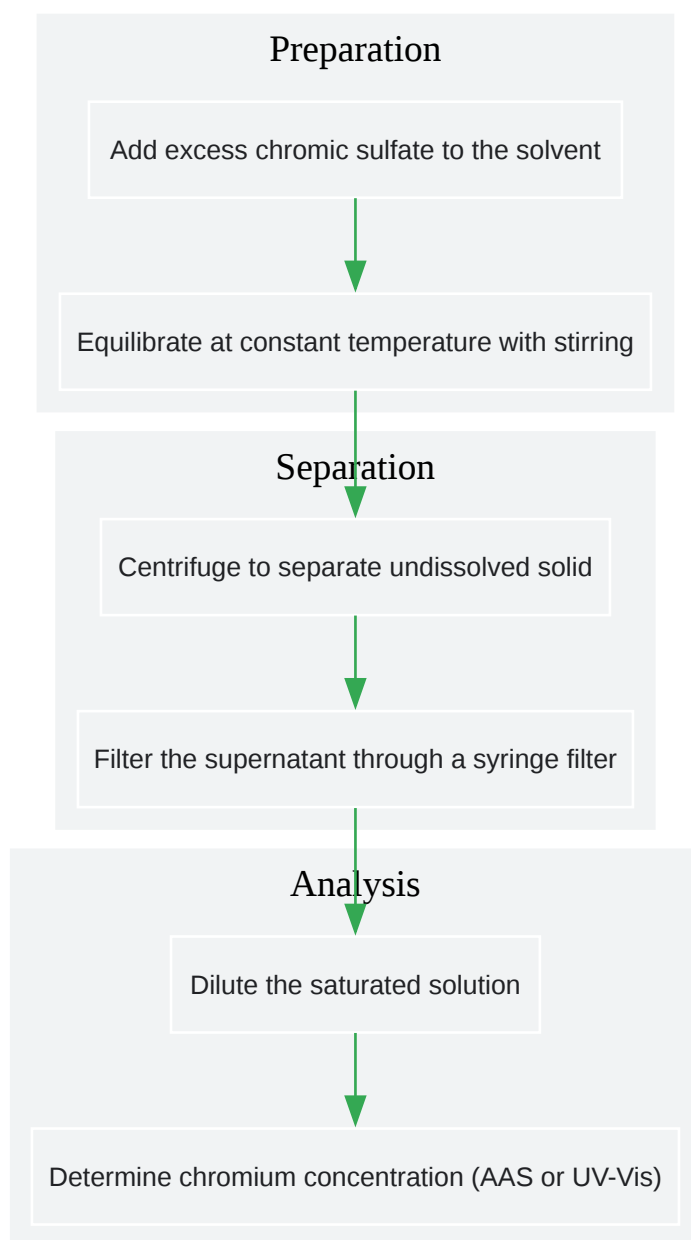 Preparation
Add excess chromic sulfate to the solvent
Equilibrate at constant temperature with stirring
Separation
Centrifuge to separate undissolved solid
Filter the supernatant through a syringe filter
Analysis
Dilute the saturated solution
Determine chromium concentration (AAS or UV-Vis)